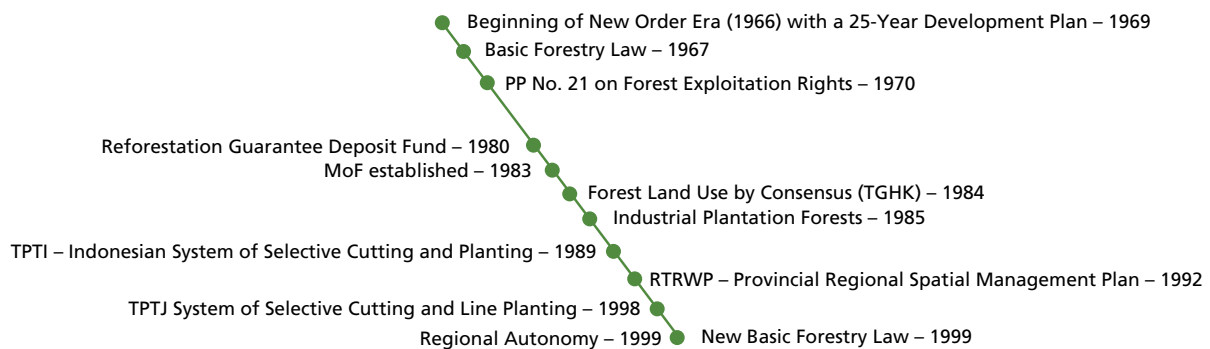 Beginning of New Order Era (1966) with a 25-Year Development Plan – 1969
Basic Forestry Law – 1967
PP No. 21 on Forest Exploitation Rights – 1970
Reforestation Guarantee Deposit Fund – 1980
MoF established – 1983
Forest Land Use by Consensus (TGHK) – 1984
Industrial Plantation Forests – 1985
TPTI – Indonesian System of Selective Cutting and Planting – 1989
RTRWP – Provincial Regional Spatial Management Plan – 1992
TPTJ System of Selective Cutting and Line Planting – 1998
Regional Autonomy – 1999
New Basic Forestry Law – 1999